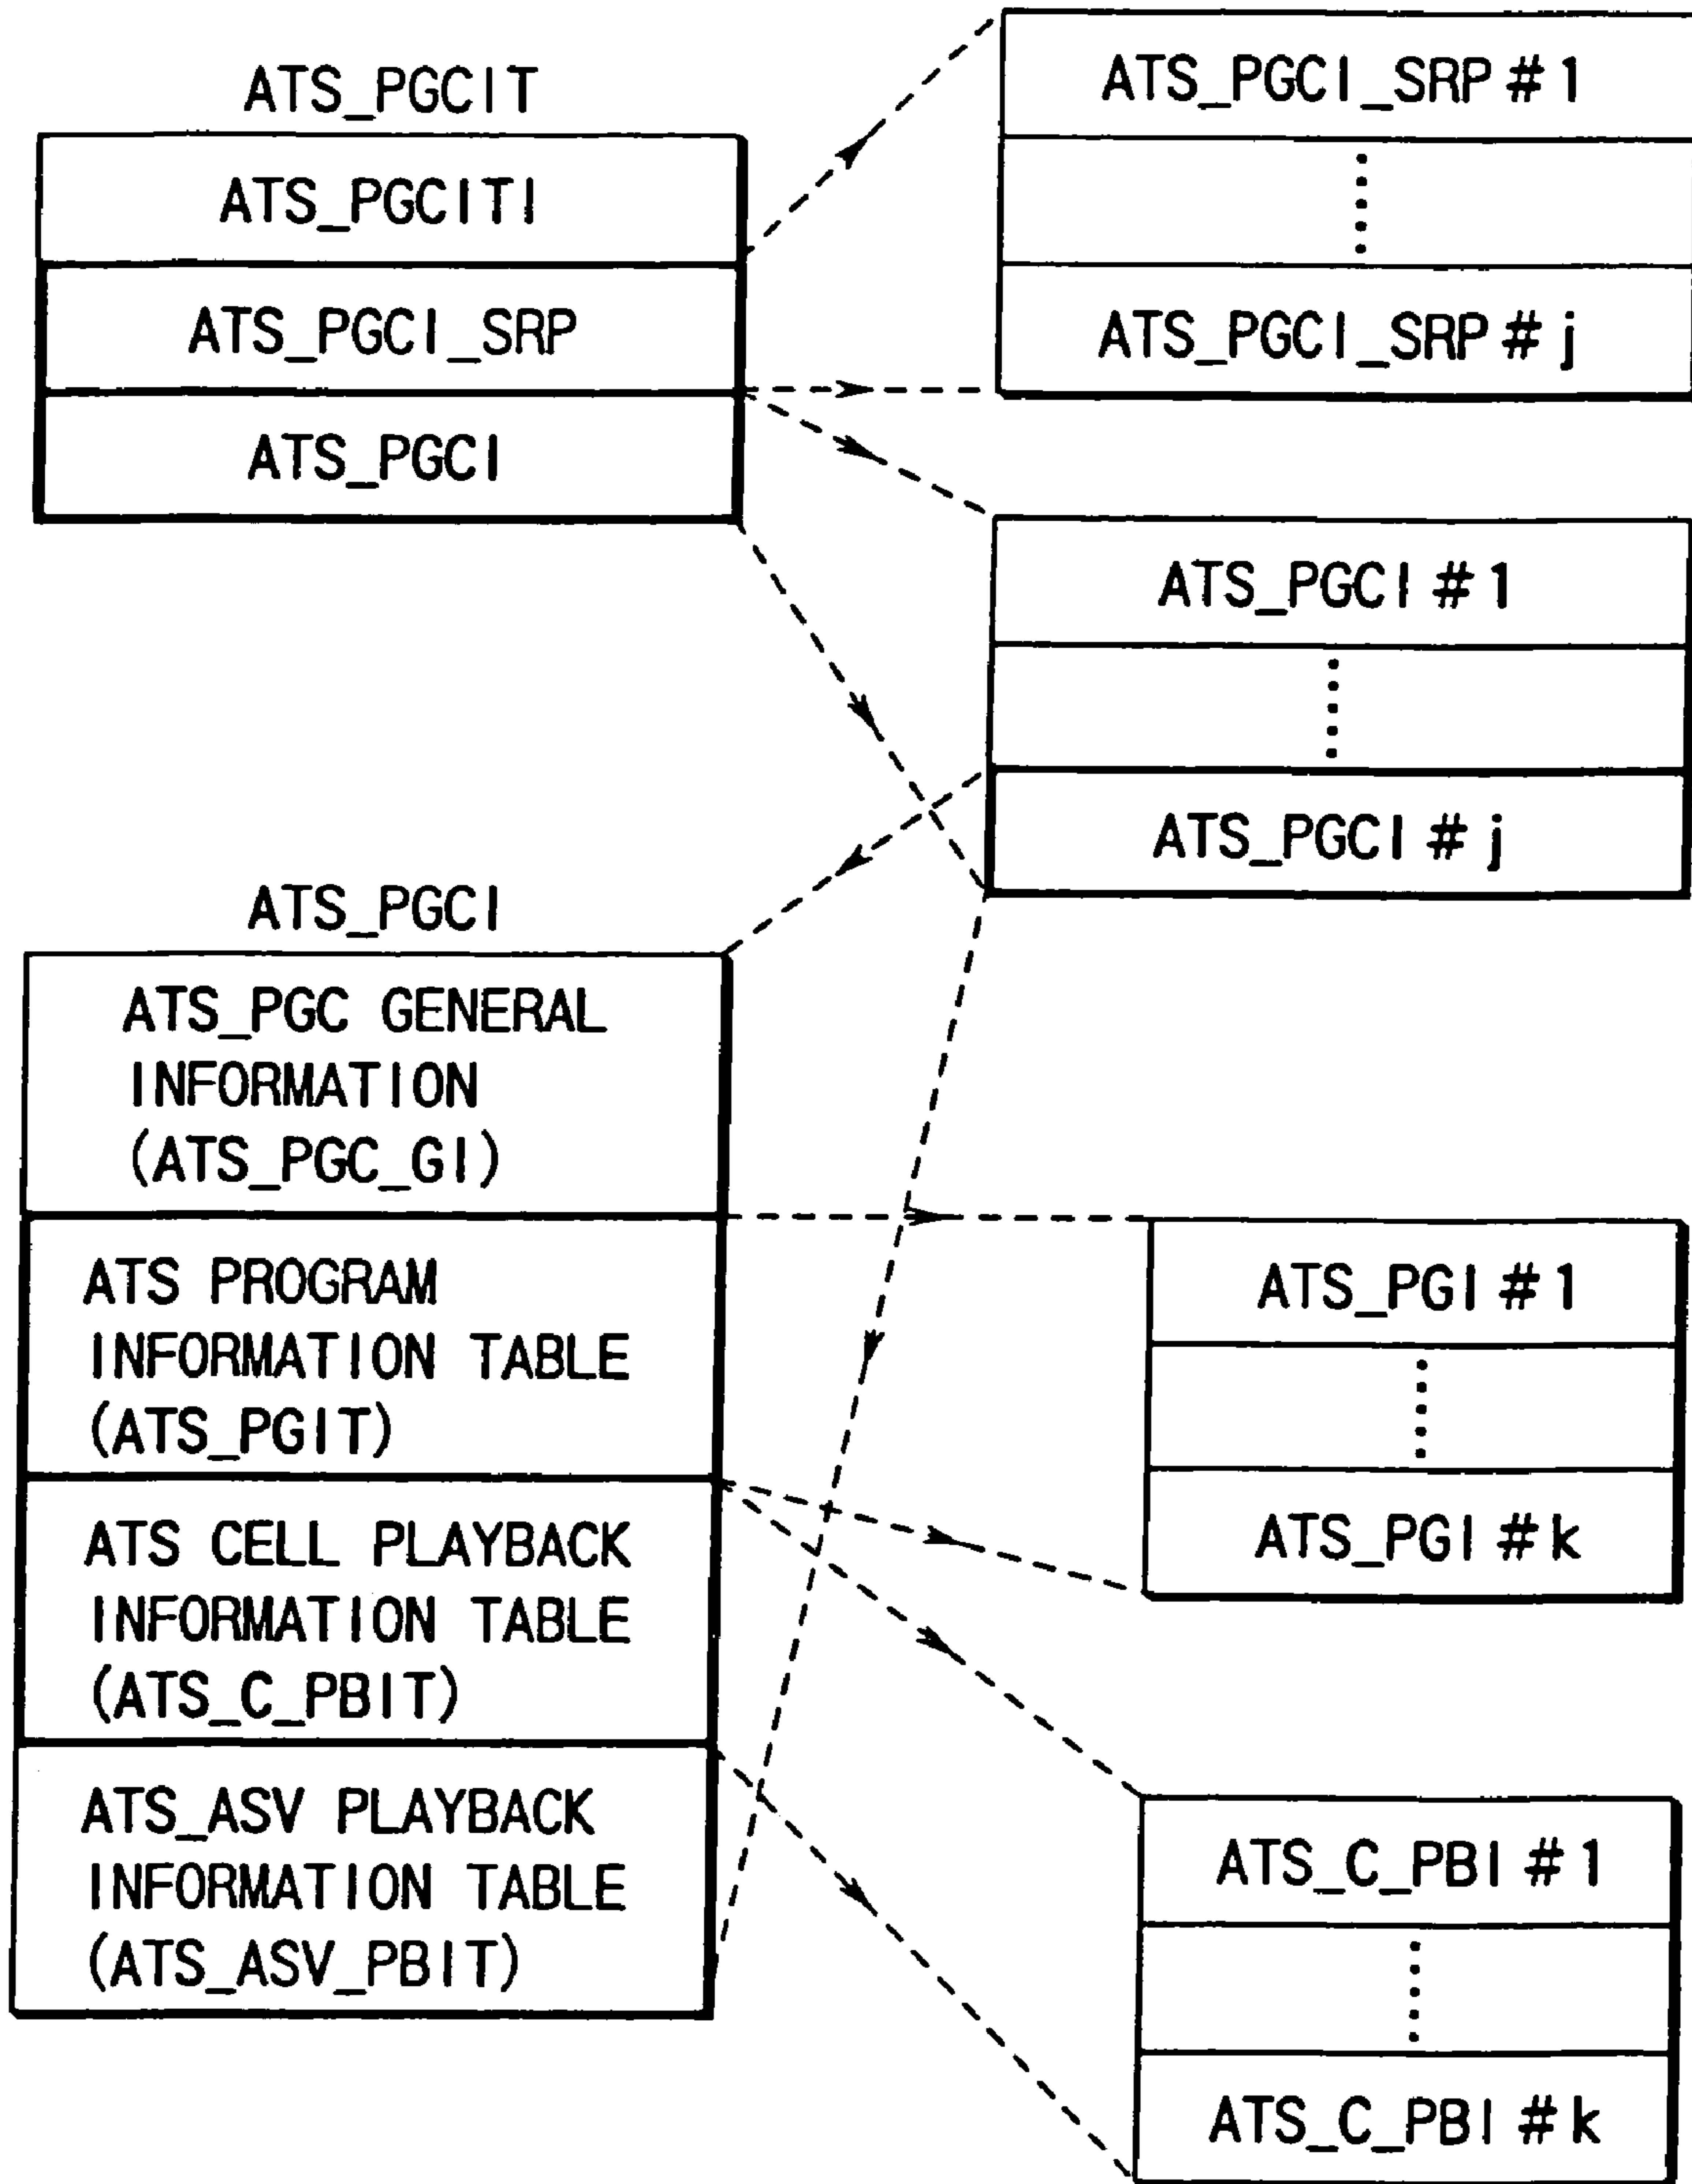 ATS_PGCIT
ATS_PGCITI
ATS_PGCI_SRP
ATS_PGCI
ATS_PGCI_SRP # 1
ATS_PGCI_SRP # j
ATS_PGCI # 1
ATS_PGCI # j
ATS_PGCI
ATS_PGC GENERAL
INFORMATION
(ATS_PGC_GI)
ATS PROGRAM
INFORMATION TABLE
(ATS_PGIT)
ATS CELL PLAYBACK
INFORMATION TABLE
(ATS_C_PBIT)
ATS_ASV PLAYBACK
INFORMATION TABLE
(ATS_ASV_PBIT)
ATS_PGI # 1
ATS_PGI # k
ATS_C_PBI # 1
ATS_C_PBI # k